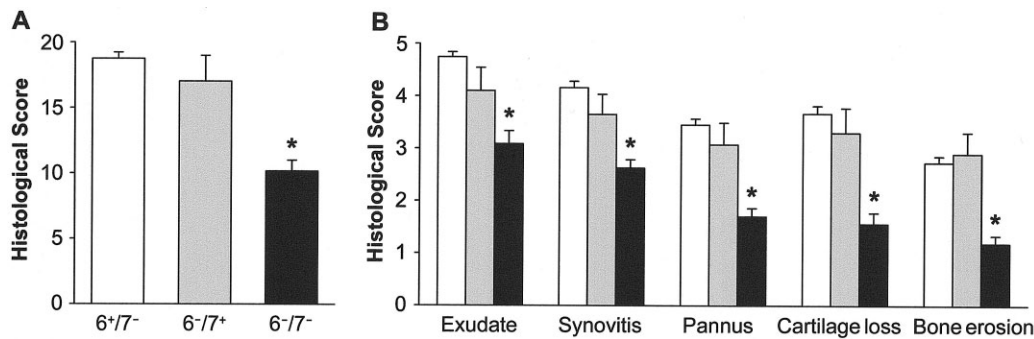 A
Histological Score
20
15
10
5
0
*
6⁺/7⁻
6⁻/7⁺
6⁻/7⁻
B
Histological Score
5
4
3
2
1
0
*
*
*
*
*
Exudate
Synovitis
Pannus
Cartilage loss
Bone erosion